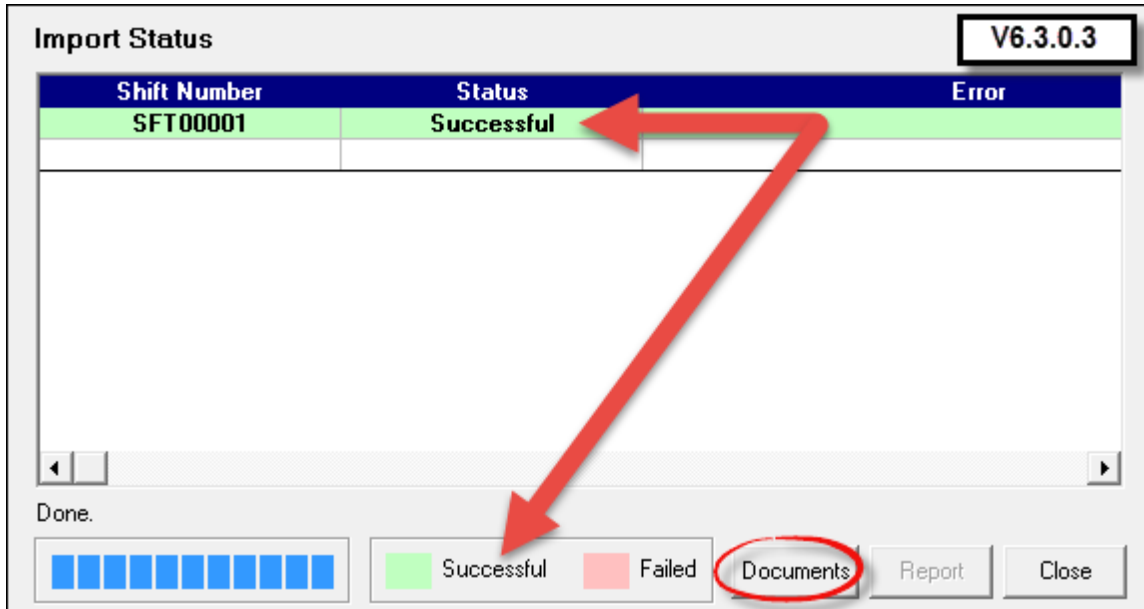 Import Status
V6.3.0.3
Shift Number Status Error
SFT00001 Successful
Done.
Successful Failed Documents Report Close